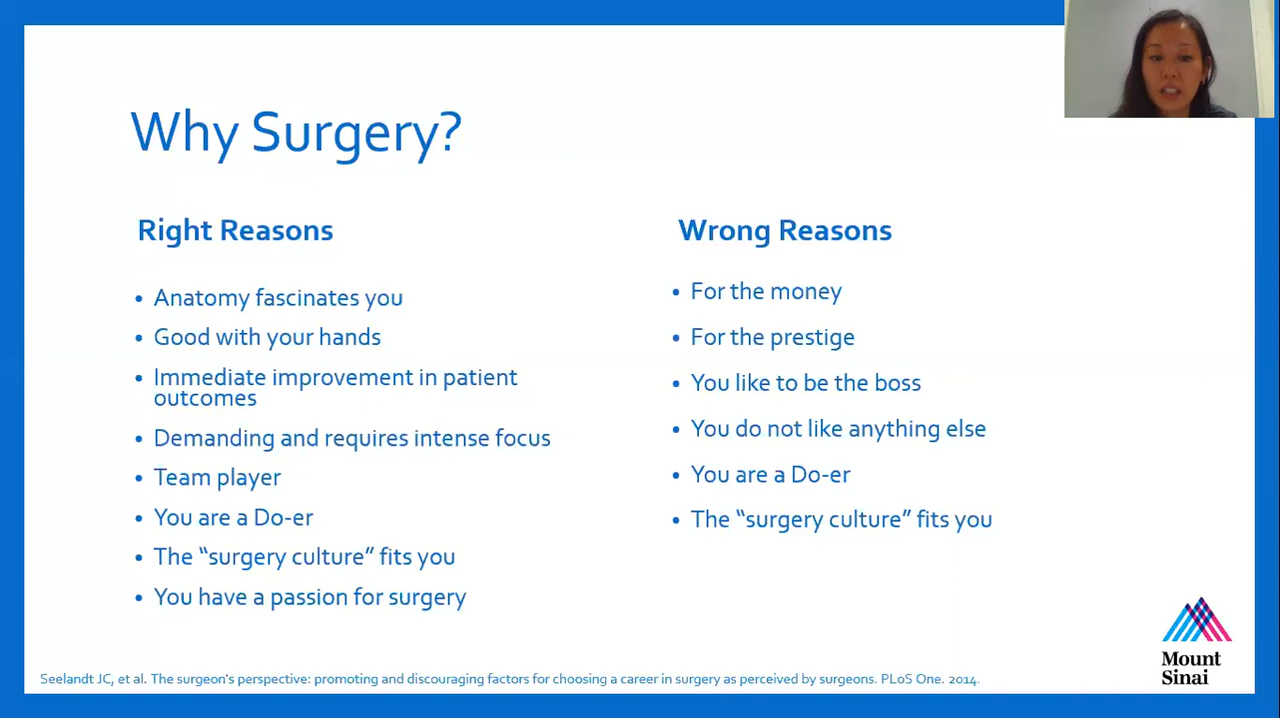 Why Surgery?
Right Reasons
• Anatomy fascinates you
• Good with your hands
• Immediate improvement in patient
outcomes
• Demanding and requires intense focus
• Team player
• You are a Do-er
• The “surgery culture” fits you
• You have a passion for surgery
Wrong Reasons
• For the money
• For the prestige
• You like to be the boss
• You do not like anything else
• You are a Do-er
• The “surgery culture” fits you
Seelandt JC, et al. The surgeon's perspective: promoting and discouraging factors for choosing a career in surgery as perceived by surgeons. PLoS One. 2014.
Mount
Sinai